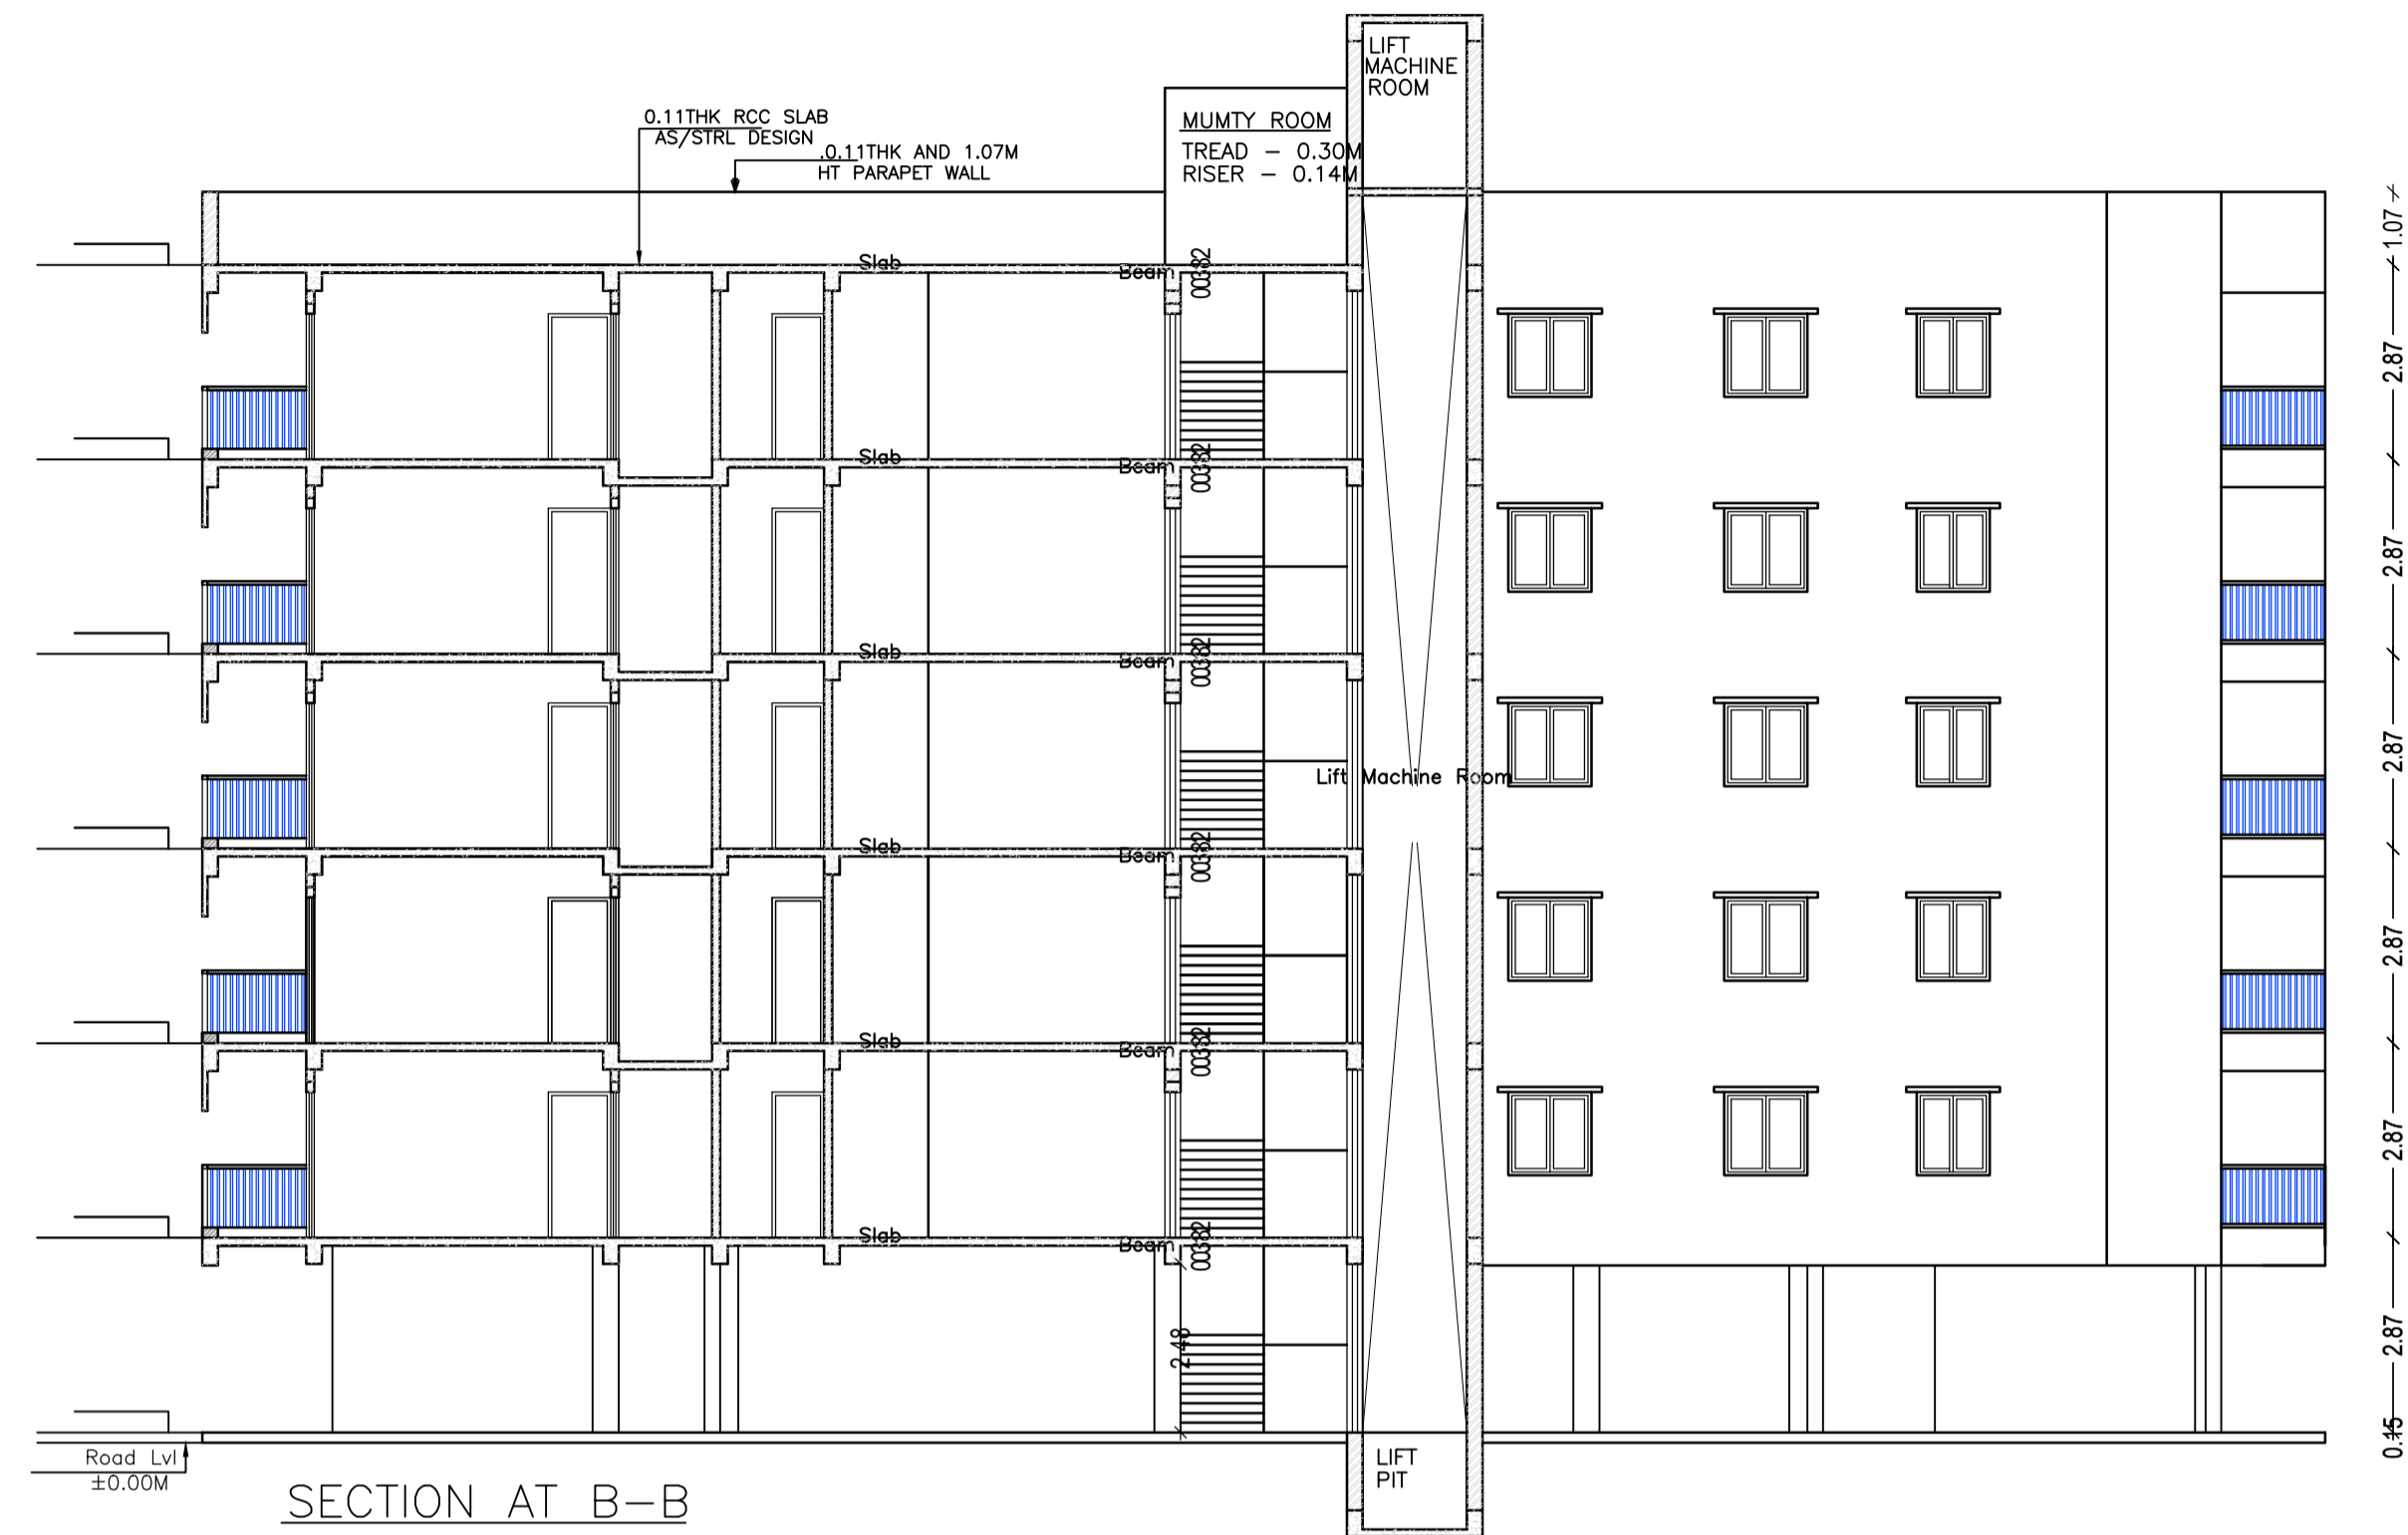 LIFT
MACHINE
ROOM
0.11THK RCC SLAB
AS/STRL DESIGN
.0.11THK AND 1.07M
HT PARAPET WALL
MUMTY ROOM
TREAD - 0.30M
RISER - 0.14M
1.07
Slab
Beam
2.87
Slab
Beam
2.87
Slab
Beam
Lift Machine Room
2.87
Slab
Beam
2.87
Slab
Beam
2.87
Slab
Beam
2.48
2.87
0.15
Road Lvl
±0.00M
LIFT
PIT
SECTION AT B-B